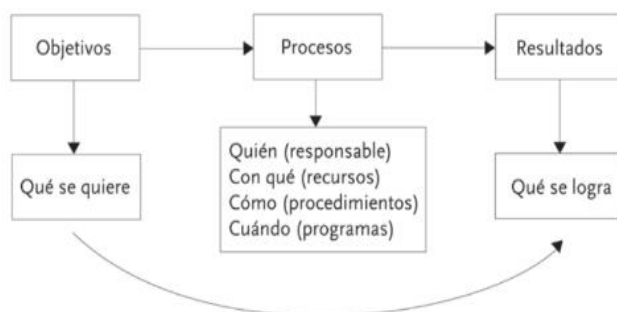 Objetivos
Procesos
Resultados
Qué se quiere
Quién (responsable)
Con qué (recursos)
Cómo (procedimientos)
Cuándo (programas)
Qué se logra